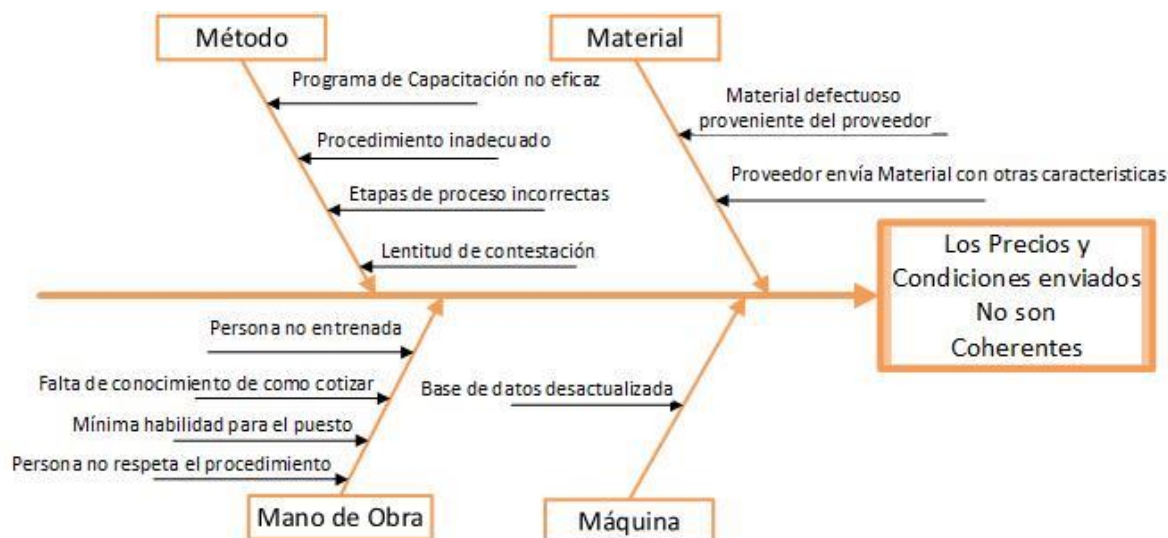 Método
Material
Programa de Capacitación no eficaz
Procedimiento inadecuado
Etapas de proceso incorrectas
Lentitud de contestación
Material defectuoso
proveniente del proveedor
Proveedor envía Material con otras caracteristicas
Los Precios y
Condiciones enviados
No son
Coherentes
Persona no entrenada
Falta de conocimiento de como cotizar
Mínima habilidad para el puesto
Persona no respeta el procedimiento
Base de datos desactualizada
Mano de Obra
Máquina